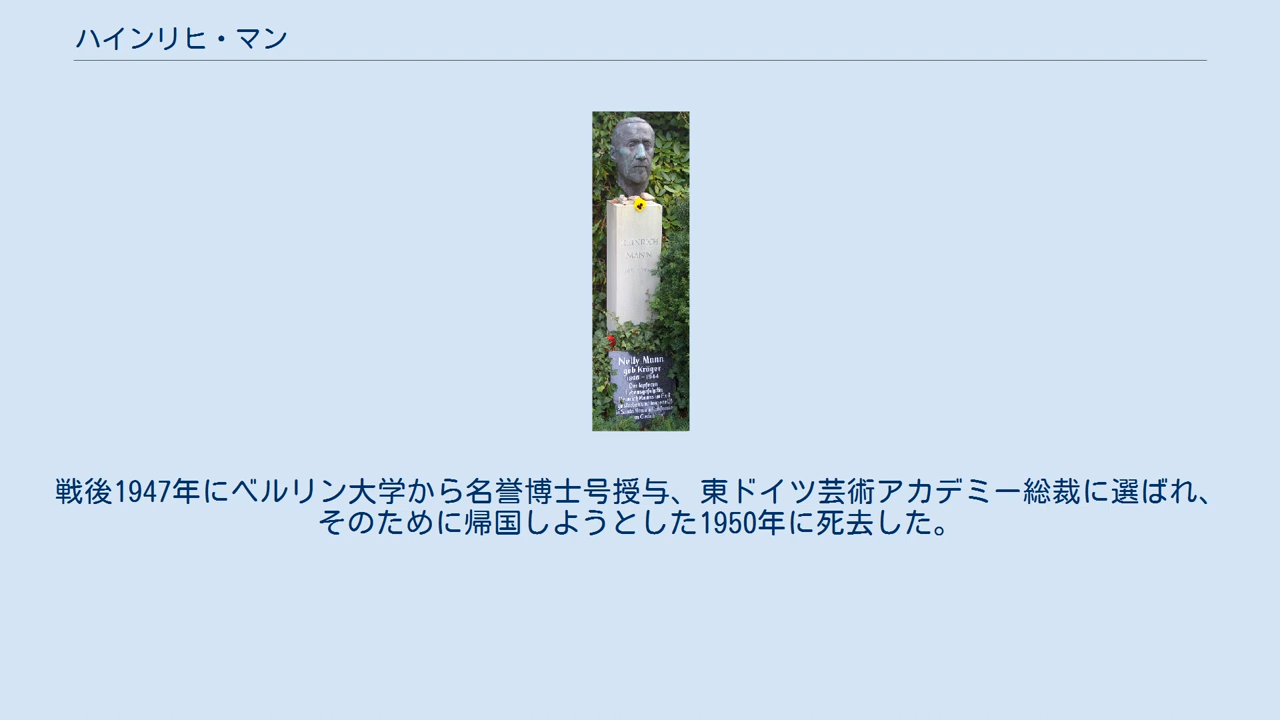 ハインリヒ・マン
MANN
Nelly Mann
geb Kröger
戦後1947年にベルリン大学から名誉博士号授与、東ドイツ芸術アカデミー総裁に選ばれ、
そのために帰国しようとした1950年に死去した。